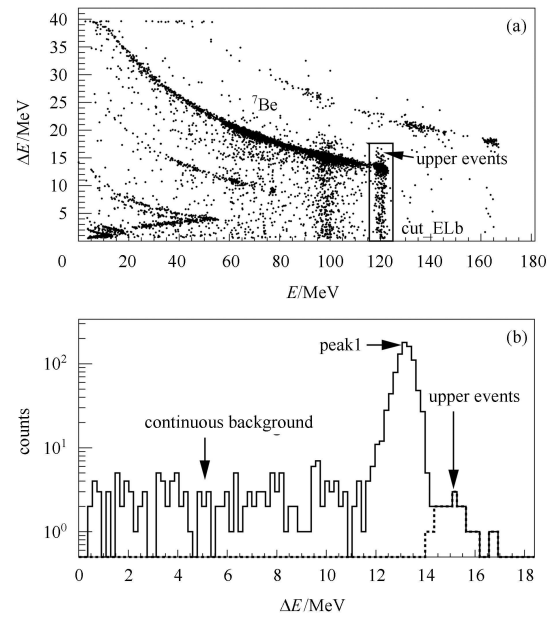 (a)
ΔE/MeV
40
35
30
25
20
15
10
5
⁷Be
upper events
cut_ELb
0 20 40 60 80 100 120 140 160 180
E/MeV
(b)
counts
10²
10¹
10⁰
peak1
upper events
continuous background
0 2 4 6 8 10 12 14 16 18
ΔE/MeV